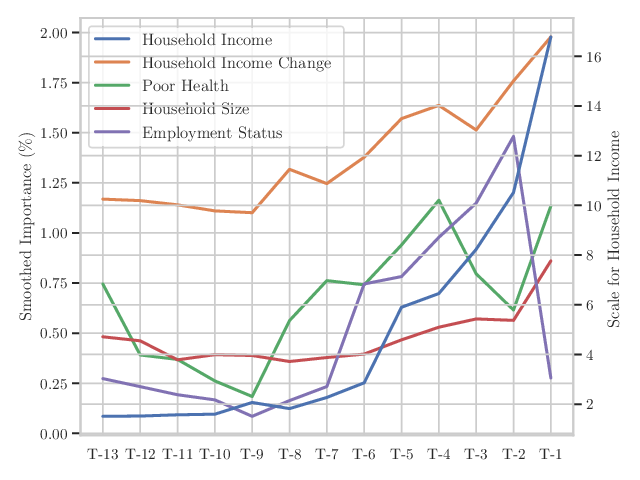 2.00
1.75
1.50
1.25
1.00
0.75
0.50
0.25
0.00
Smoothed Importance (%)
Household Income
Household Income Change
Poor Health
Household Size
Employment Status
16
14
12
10
8
6
4
2
Scale for Household Income
T-13 T-12 T-11 T-10 T-9 T-8 T-7 T-6 T-5 T-4 T-3 T-2 T-1